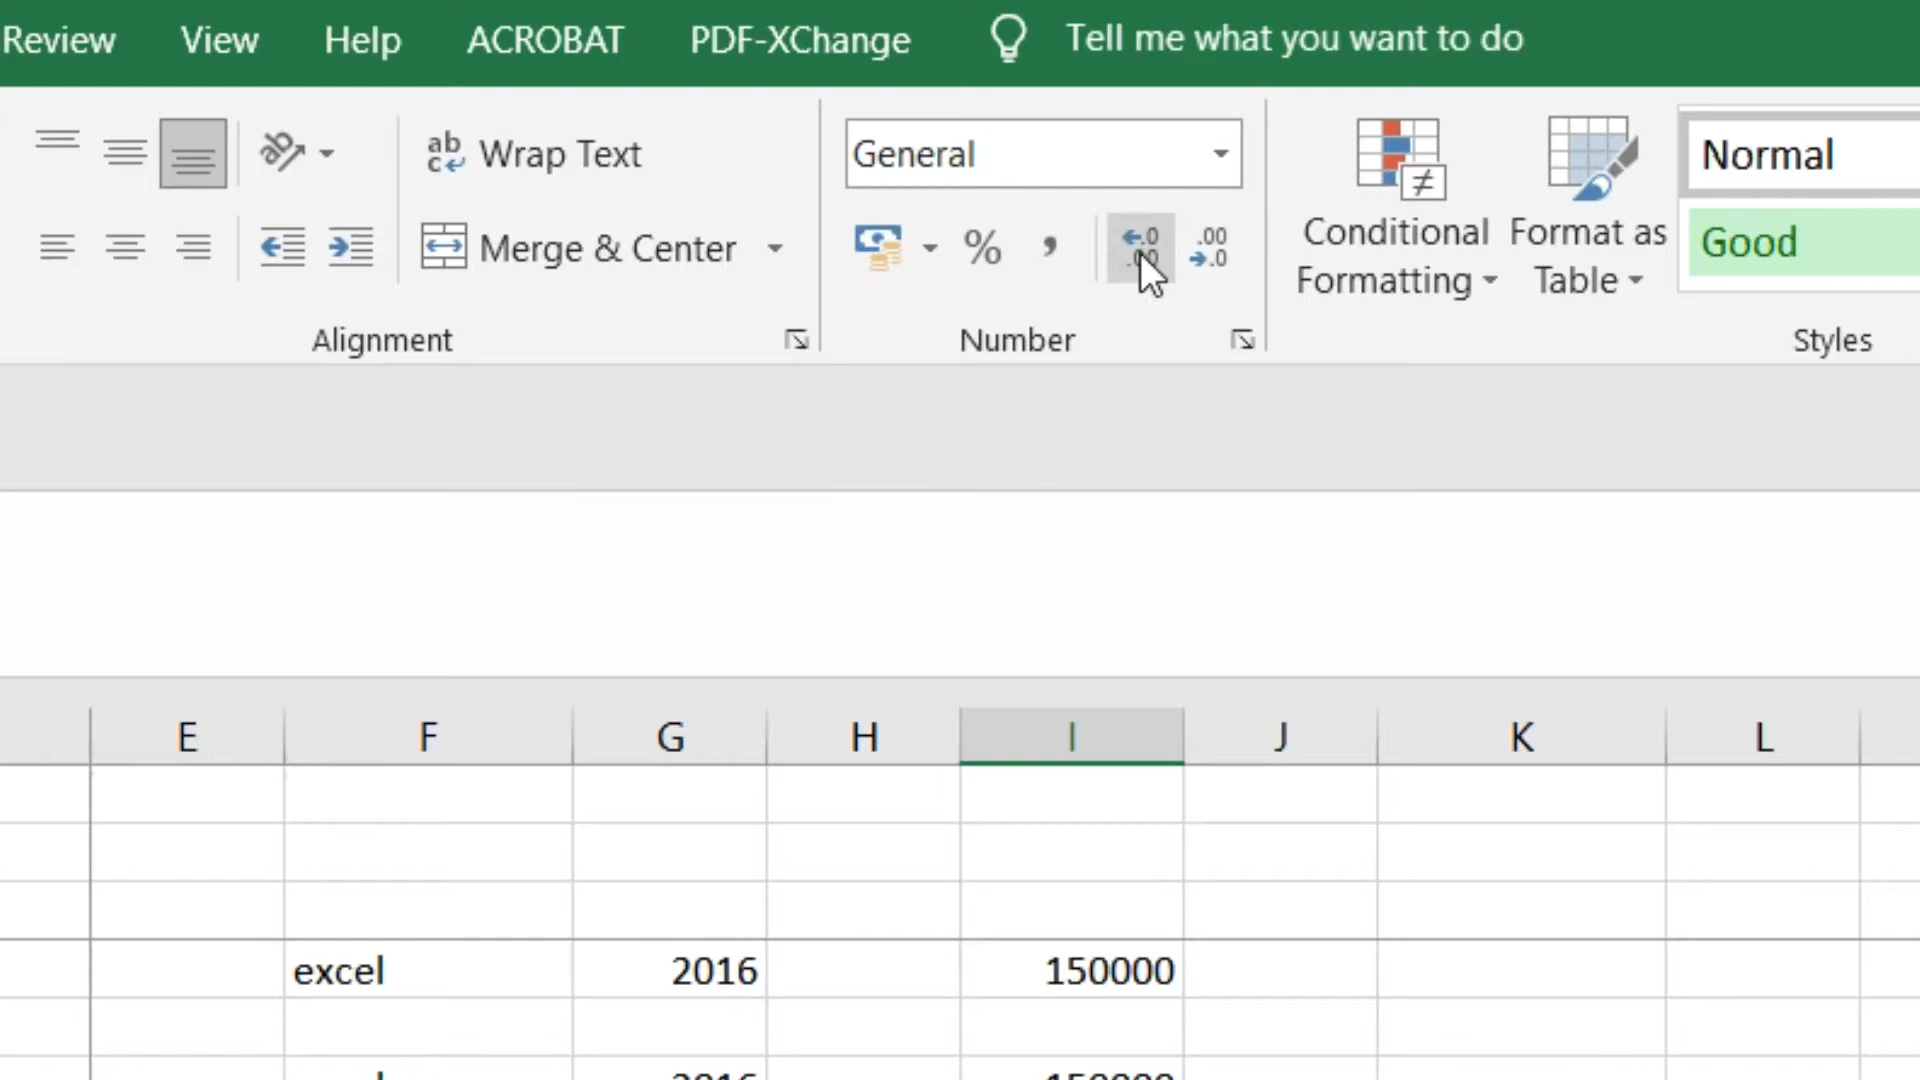 Review View Help ACROBAT PDF-XChange Tell me what you want to do
ab
c Wrap Text
General
Normal
Merge & Center
% , .0 .00
.00 .0
Conditional Formatting
Format as Table
Good
Alignment Number Styles
E F G H I J K L
excel 2016 150000